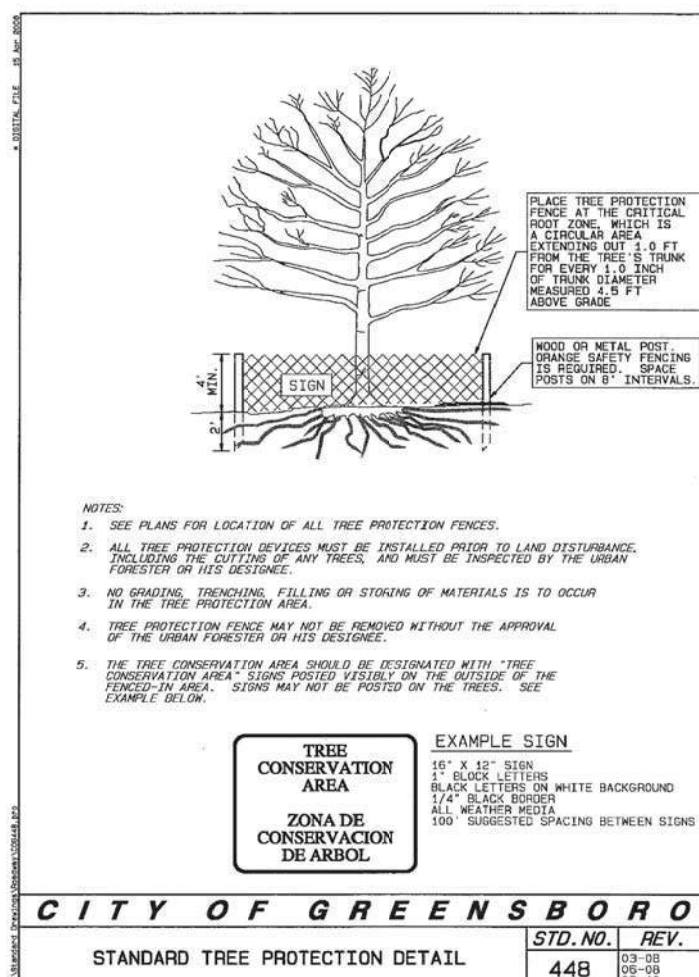 * DIGITAL FILE 15 Apr 2008
PLACE TREE PROTECTION
FENCE AT THE CRITICAL
ROOT ZONE, WHICH IS
A CIRCULAR AREA
EXTENDING OUT 1.0 FT
FROM THE TREE'S TRUNK
FOR EVERY 1.0 INCH
OF TRUNK DIAMETER
MEASURED 4.5 FT
ABOVE GRADE
WOOD OR METAL POST.
ORANGE SAFETY FENCING
IS REQUIRED. SPACE
POSTS ON 8' INTERVALS.
4'
MIN.
SIGN
2'
NOTES:
1. SEE PLANS FOR LOCATION OF ALL TREE PROTECTION FENCES.
2. ALL TREE PROTECTION DEVICES MUST BE INSTALLED PRIOR TO LAND DISTURBANCE,
INCLUDING THE CUTTING OF ANY TREES, AND MUST BE INSPECTED BY THE URBAN
FORESTER OR HIS DESIGNEE.
3. NO GRADING, TRENCHING, FILLING OR STORING OF MATERIALS IS TO OCCUR
IN THE TREE PROTECTION AREA.
4. TREE PROTECTION FENCE MAY NOT BE REMOVED WITHOUT THE APPROVAL
OF THE URBAN FORESTER OR HIS DESIGNEE.
5. THE TREE CONSERVATION AREA SHOULD BE DESIGNATED WITH "TREE
CONSERVATION AREA" SIGNS POSTED VISIBLY ON THE OUTSIDE OF THE
FENCED-IN AREA. SIGNS MAY NOT BE POSTED ON THE TREES. SEE
EXAMPLE BELOW.
TREE
CONSERVATION
AREA
ZONA DE
CONSERVACION
DE ARBOL
EXAMPLE SIGN
16" X 12" SIGN
1" BLOCK LETTERS
BLACK LETTERS ON WHITE BACKGROUND
1/4" BLACK BORDER
ALL WEATHER MEDIA
100' SUGGESTED SPACING BETWEEN SIGNS
CITY OF GREENSBORO
STANDARD TREE PROTECTION DETAIL
STD. NO.
448
REV.
03-08
05-08